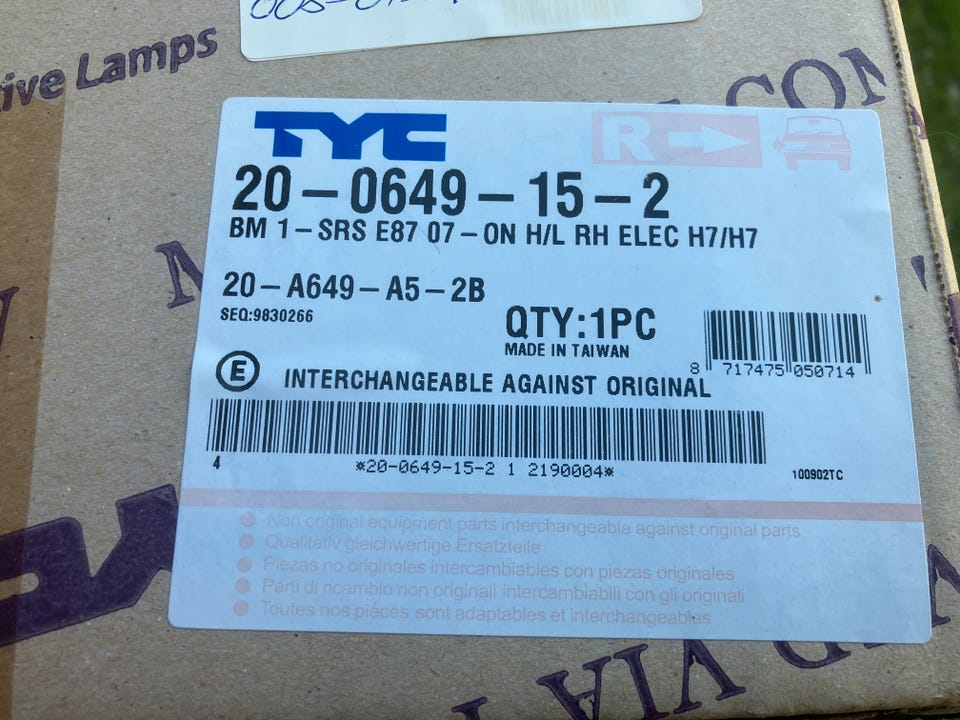 ive Lamps
TYC
R
20-0649-15-2
BM 1-SRS E87 07-ON H/L RH ELEC H7/H7
20-A649-A5-2B
SEQ:9830266
QTY:1PC
MADE IN TAIWAN
8 717475 050714
E
INTERCHANGEABLE AGAINST ORIGINAL
4
*20-0649-15-2 1 2190004*
100902TC
Non original equipment parts interchangeable against original parts
Qualitativ gleichwertige Ersatzteile
Piezas no originales intercambiables con piezas originales
Parti di ricambio non originali intercambiabili con gli originali
Toutes nos piéces sont adaptables et interchangeables
VIA